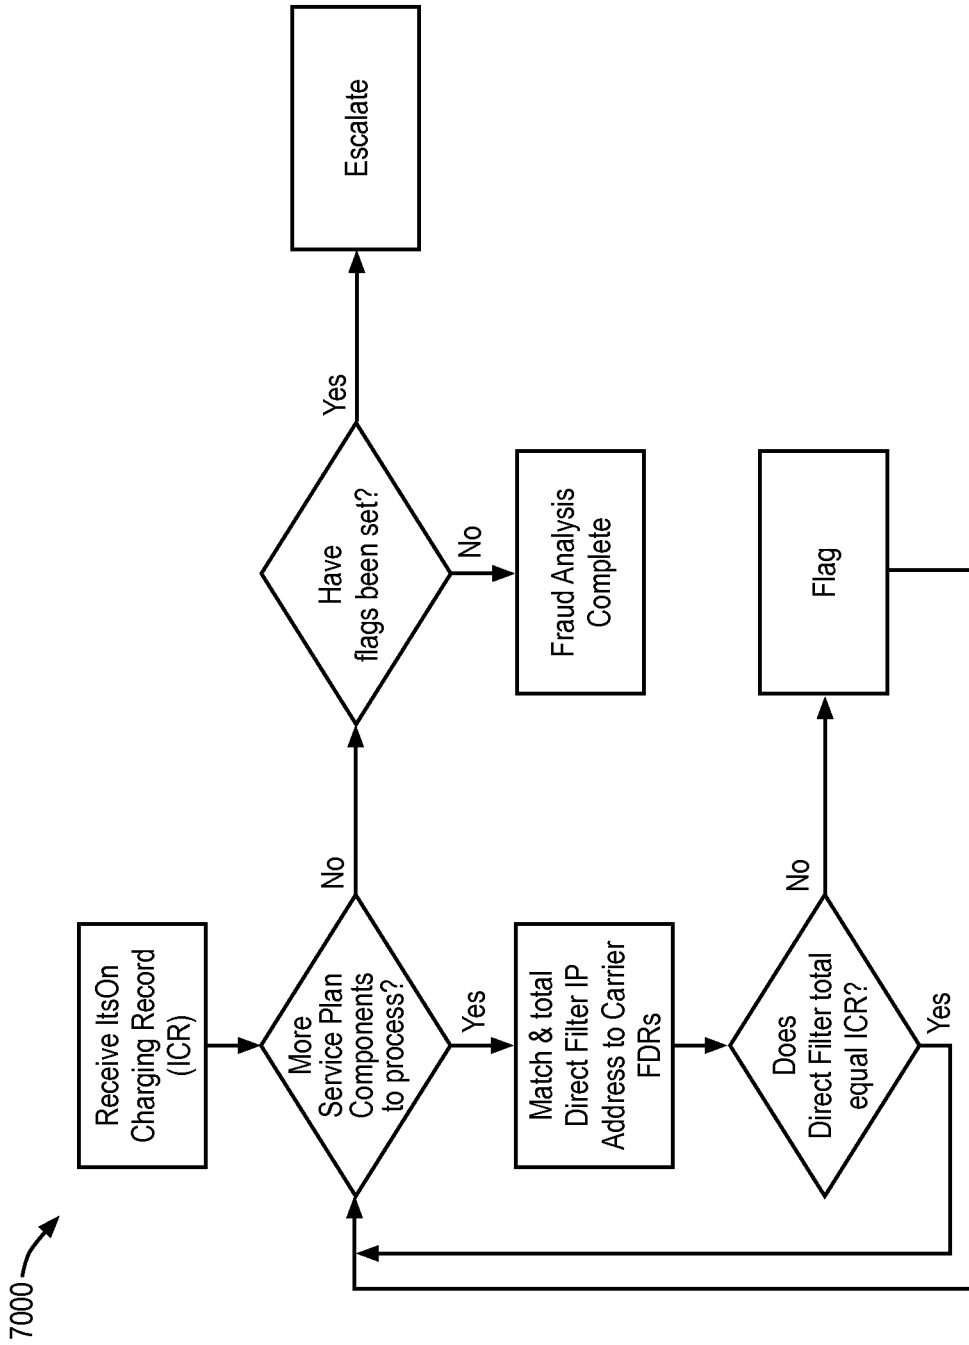 7000
Receive ItsOn
Charging Record
(ICR)
More
Service Plan
Components
to process?
No
Have
flags been set?
Yes
Escalate
No
Fraud Analysis
Complete
Yes
Match & total
Direct Filter IP
Address to Carrier
FDRs
Does
Direct Filter total
equal ICR?
No
Flag
Yes